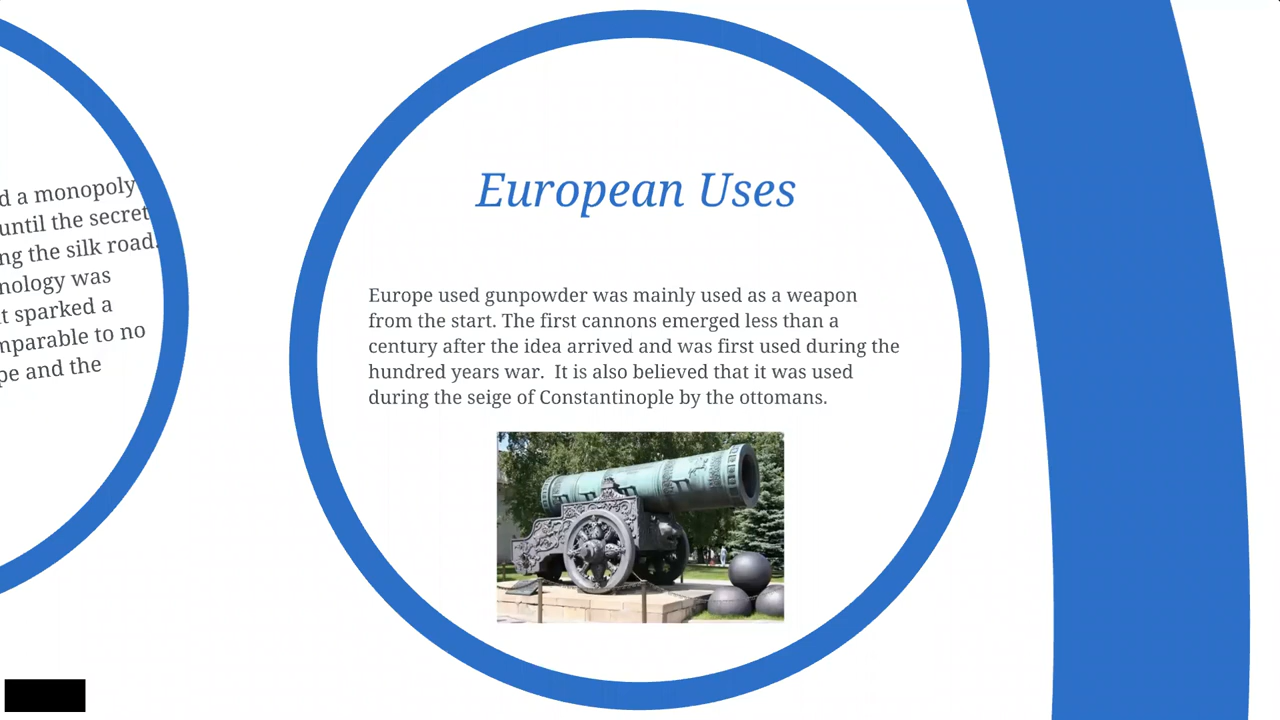 d a monopoly
until the secret
ng the silk road.
nology was
t sparked a
mparable to no
pe and the
European Uses
Europe used gunpowder was mainly used as a weapon
from the start. The first cannons emerged less than a
century after the idea arrived and was first used during the
hundred years war.  It is also believed that it was used
during the seige of Constantinople by the ottomans.